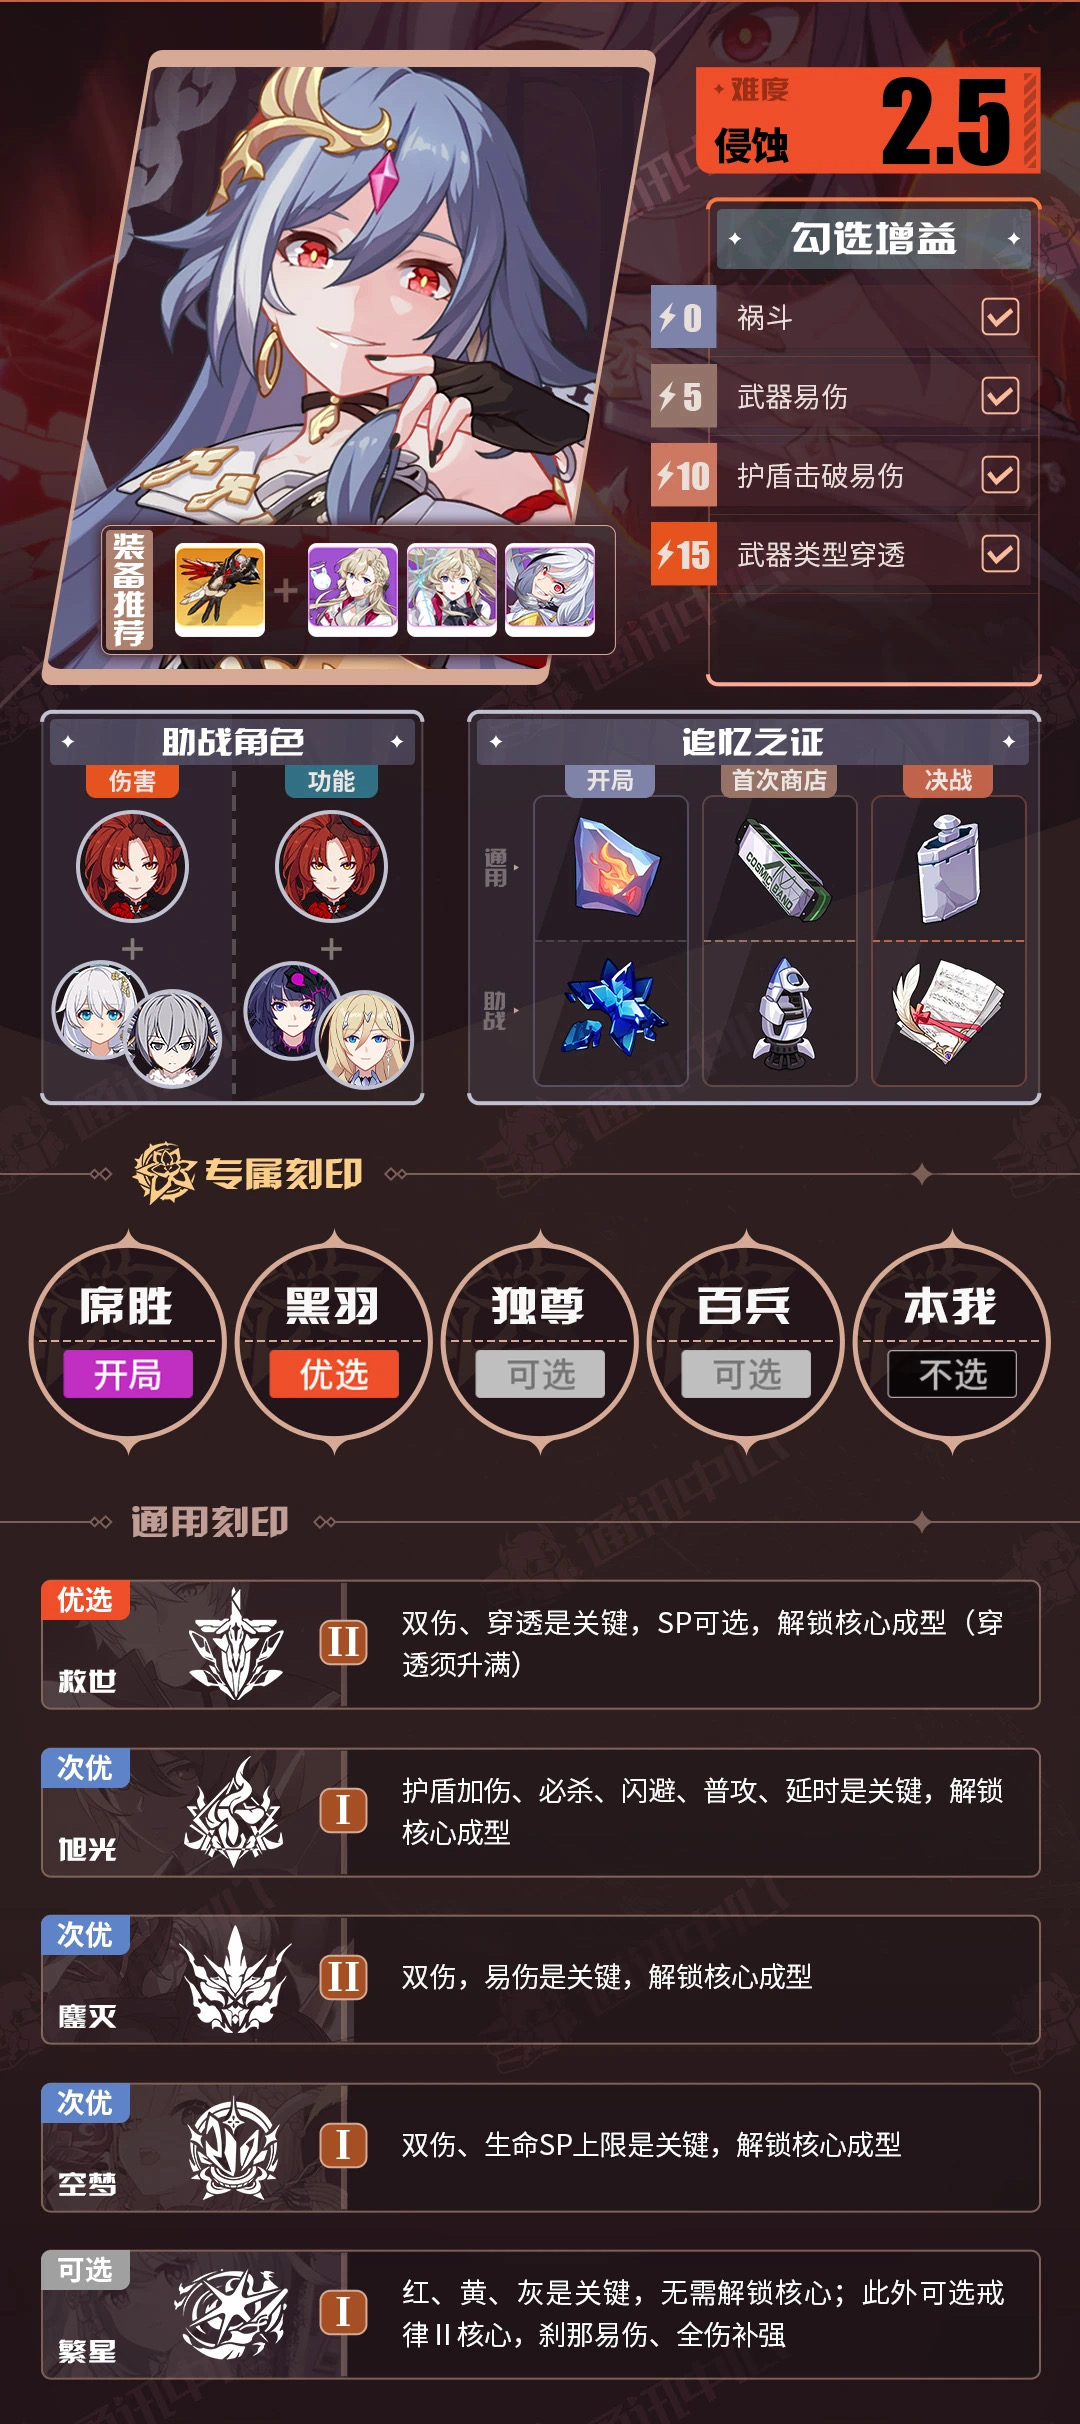 难度
侵蚀
2.5
勾选增益
0 祸斗
5 武器易伤
10 护盾击破易伤
15 武器类型穿透
装备推荐
助战角色
伤害
功能
追忆之证
开局
首次商店
决战
通用
助战
COSMIC BAND
专属刻印
席胜
开局
黑羽
优选
独尊
可选
百兵
可选
本我
不选
通用刻印
优选
救世
II
双伤、穿透是关键，SP可选，解锁核心成型（穿
透须升满）
次优
旭光
I
护盾加伤、必杀、闪避、普攻、延时是关键，解锁
核心成型
次优
鏖灭
II
双伤，易伤是关键，解锁核心成型
次优
空梦
I
双伤、生命SP上限是关键，解锁核心成型
可选
繁星
I
红、黄、灰是关键，无需解锁核心；此外可选戒
律II核心，刹那易伤、全伤补强
通讯中心